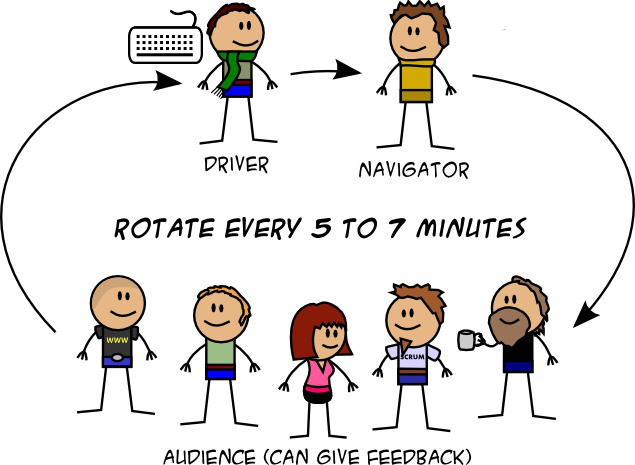 DRIVER
NAVIGATOR
ROTATE EVERY 5 TO 7 MINUTES
WWW
SCRUM
AUDIENCE (CAN GIVE FEEDBACK)